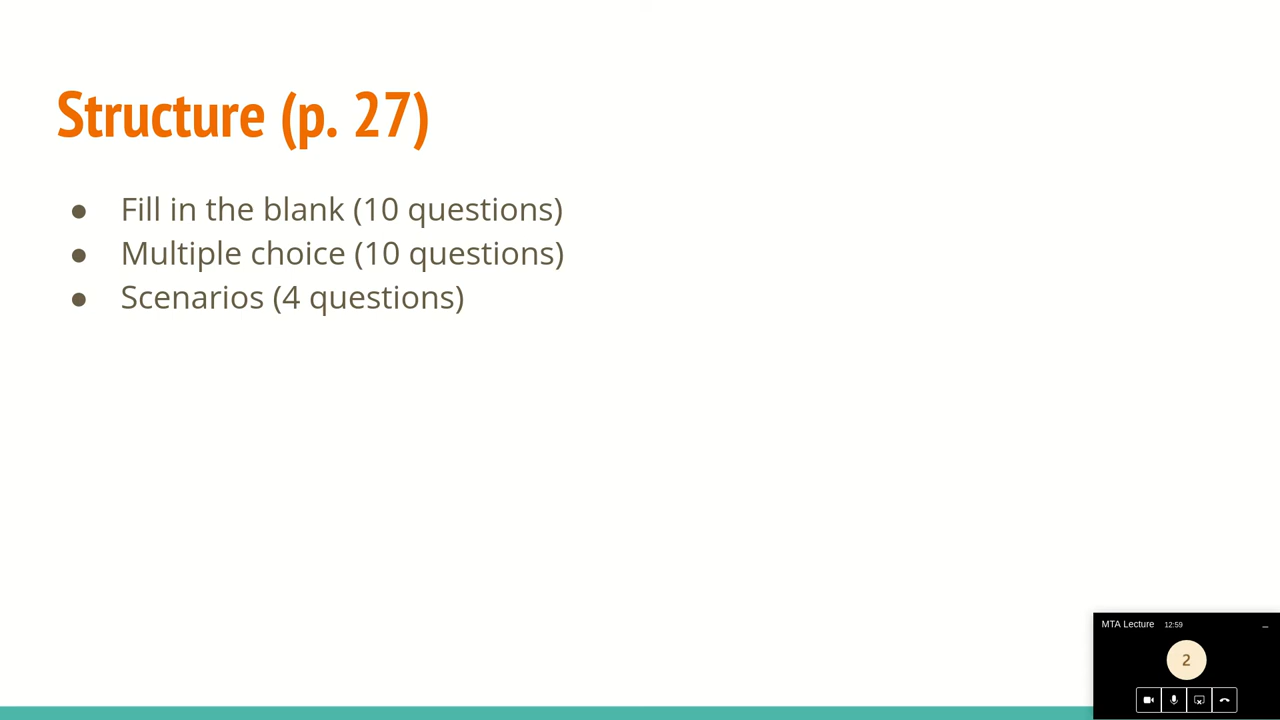 Structure (p. 27)
● Fill in the blank (10 questions)
● Multiple choice (10 questions)
● Scenarios (4 questions)
MTA Lecture 12:59
2